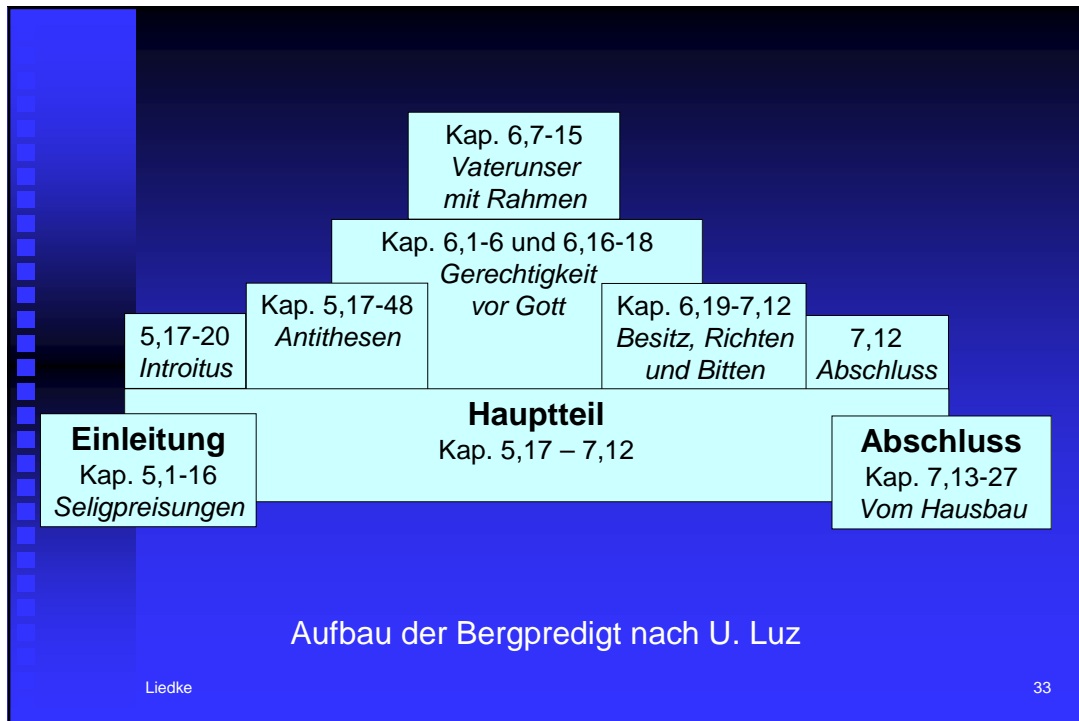 Kap. 6,7-15
Vaterunser
mit Rahmen
Kap. 6,1-6 und 6,16-18
Gerechtigkeit
vor Gott
Kap. 5,17-48
Antithesen
Kap. 6,19-7,12
Besitz, Richten
und Bitten
5,17-20
Introitus
7,12
Abschluss
Hauptteil
Kap. 5,17 – 7,12
Einleitung
Kap. 5,1-16
Seligpreisungen
Abschluss
Kap. 7,13-27
Vom Hausbau
Aufbau der Bergpredigt nach U. Luz
Liedke
33